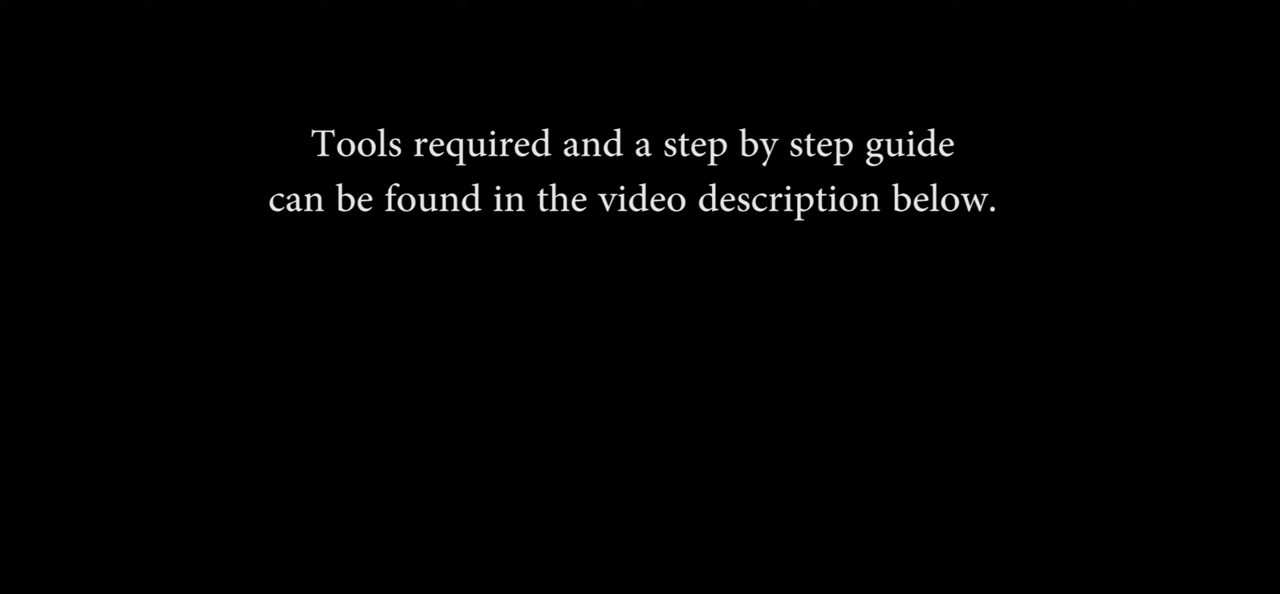 Tools required and a step by step guide
can be found in the video description below.